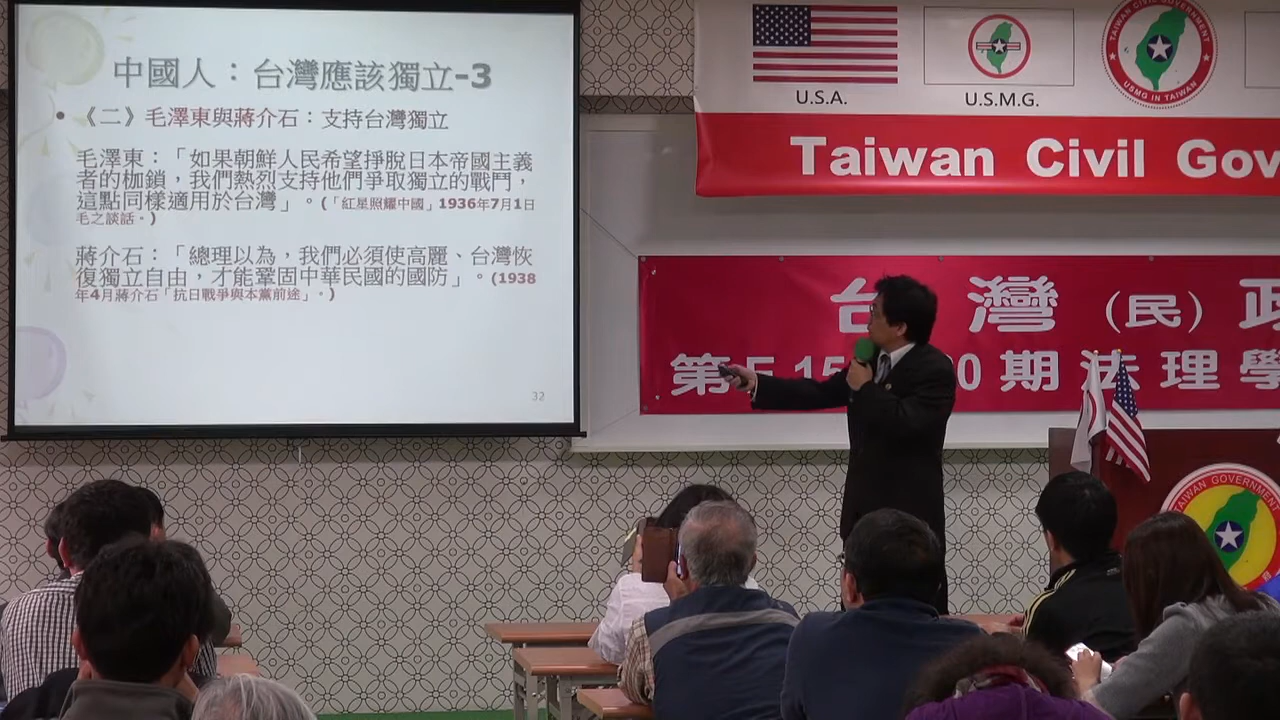 中國人：台灣應該獨立-3
• 《二》毛澤東與蔣介石：支持台灣獨立
毛澤東：「如果朝鮮人民希望掙脫日本帝國主義
者的枷鎖，我們熱烈支持他們爭取獨立的戰鬥，
這點同樣適用於台灣」。(「紅星照耀中國」1936年7月1日
毛之談話。)
蔣介石：「總理以為，我們必須使高麗、台灣恢
復獨立自由，才能鞏固中華民國的國防」。(1938
年4月蔣介石「抗日戰爭與本黨前途」。)
32
U.S.A.
U.S.M.G.
TAIWAN CIVIL GOVERNMENT
USMG IN TAIWAN
Taiwan Civil Gov
台灣（民）政
第 15 0期法理學
TAIWAN GOVERNMENT